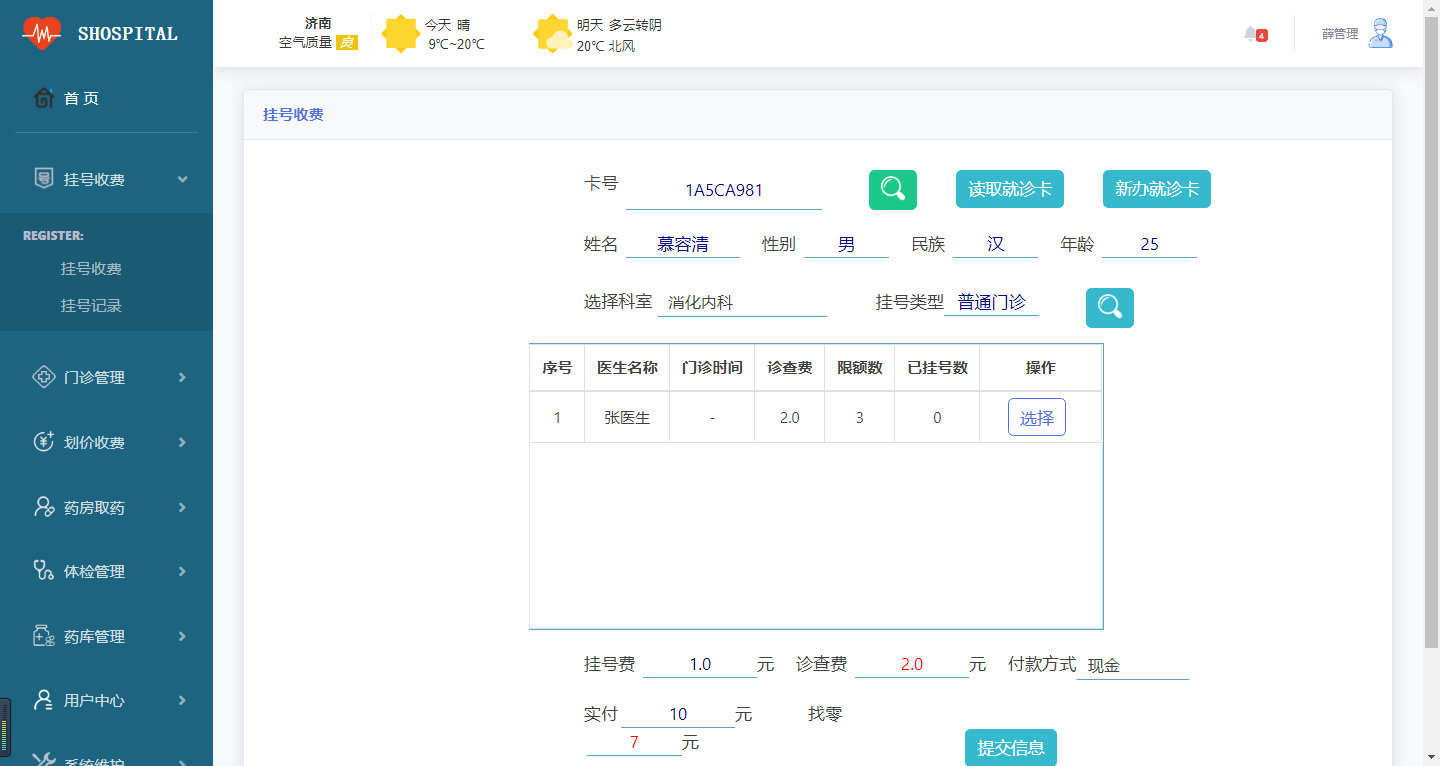 SHOSPITAL
济南
空气质量 良
今天 晴
9℃~20℃
明天 多云转阴
20℃ 北风
4
薛管理
首 页
挂号收费
REGISTER:
挂号收费
挂号记录
门诊管理
划价收费
药房取药
体检管理
药库管理
用户中心
系统维护
挂号收费
卡号 1A5CA981 读取就诊卡 新办就诊卡
姓名 慕容清 性别 男 民族 汉 年龄 25
选择科室 消化内科 挂号类型 普通门诊
序号 医生名称 门诊时间 诊查费 限额数 已挂号数 操作
1 张医生 - 2.0 3 0 选择
挂号费 1.0 元 诊查费 2.0 元 付款方式 现金
实付 10 元 找零
7 元
提交信息